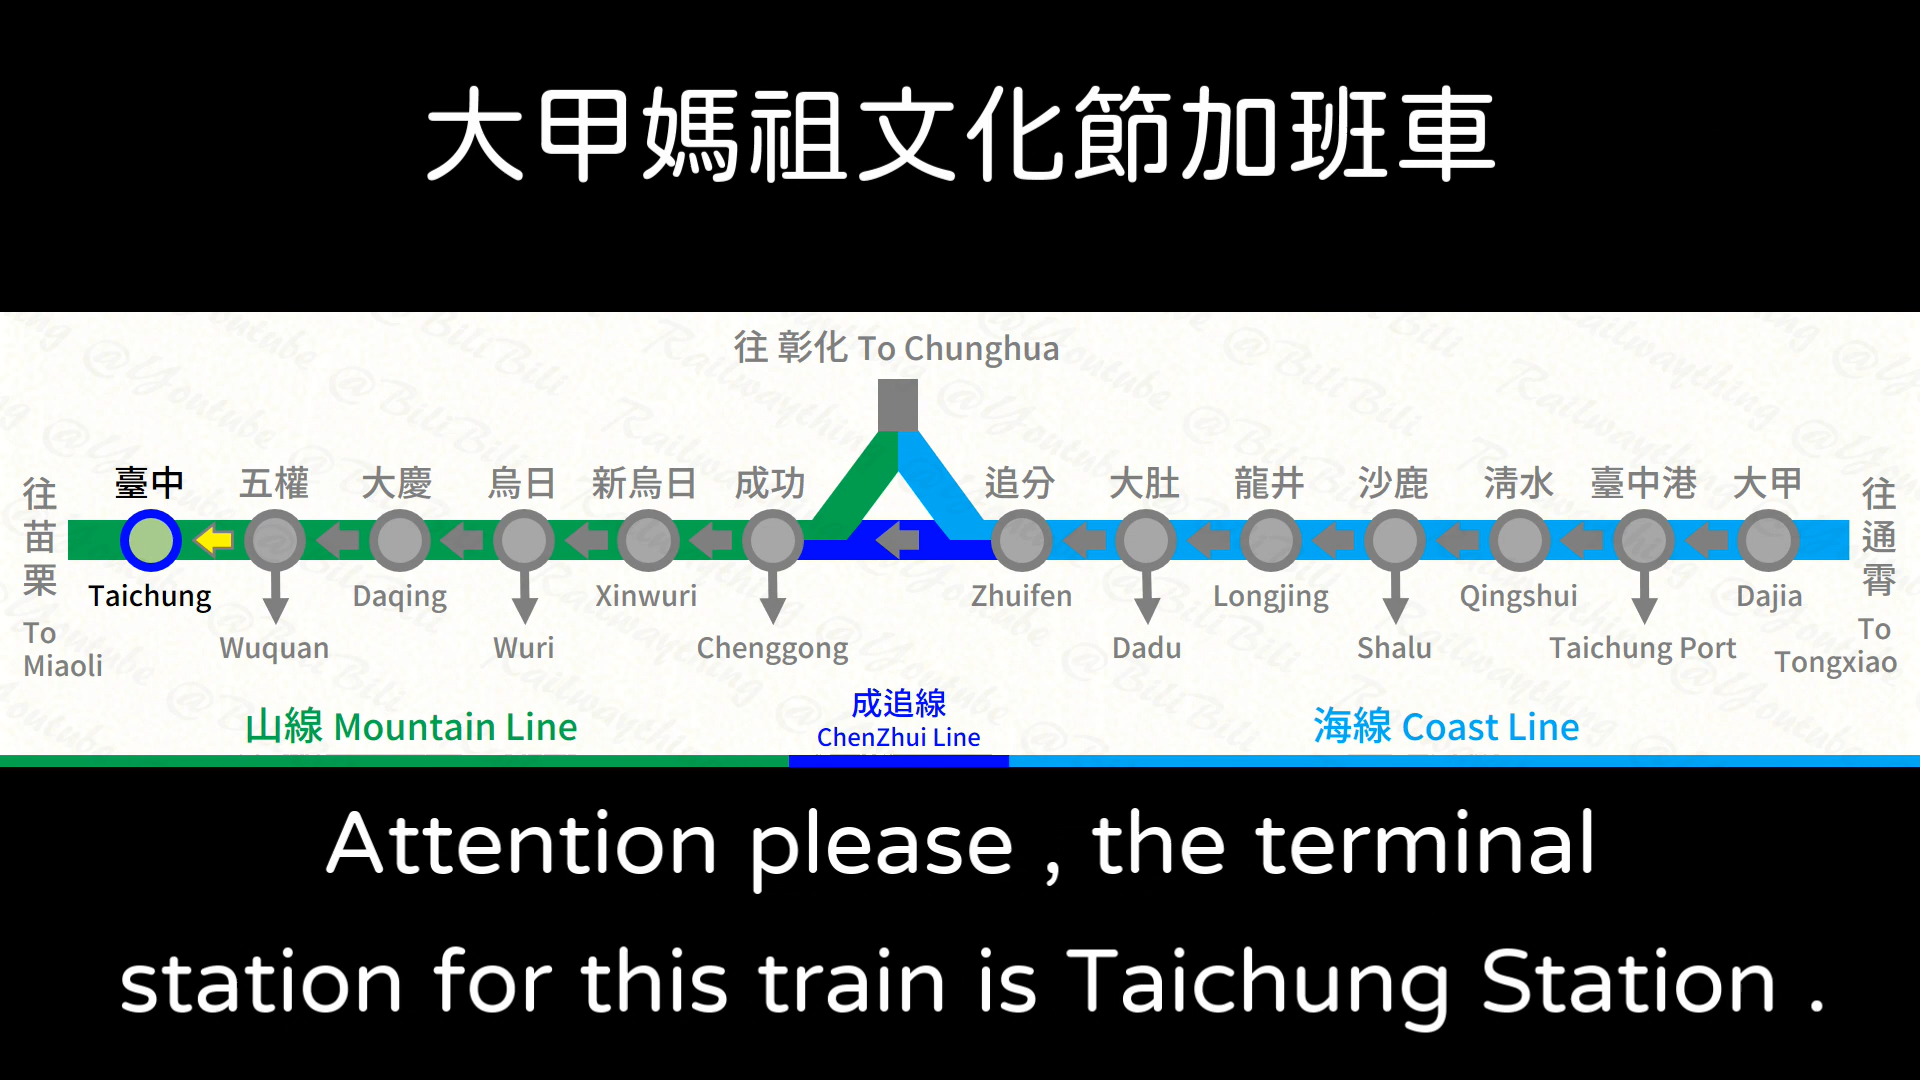 大甲媽祖文化節加班車
往 彰化 To Chunghua
往苗栗
To
Miaoli
臺中
五權
大慶
烏日
新烏日
成功
追分
大肚
龍井
沙鹿
清水
臺中港
大甲
往通霄
To
Tongxiao
Taichung
Wuquan
Daqing
Wuri
Xinwuri
Chenggong
Zhuifen
Dadu
Longjing
Shalu
Qingshui
Taichung Port
Dajia
山線 Mountain Line
成追線
ChenZhui Line
海線 Coast Line
Attention please , the terminal
station for this train is Taichung Station .